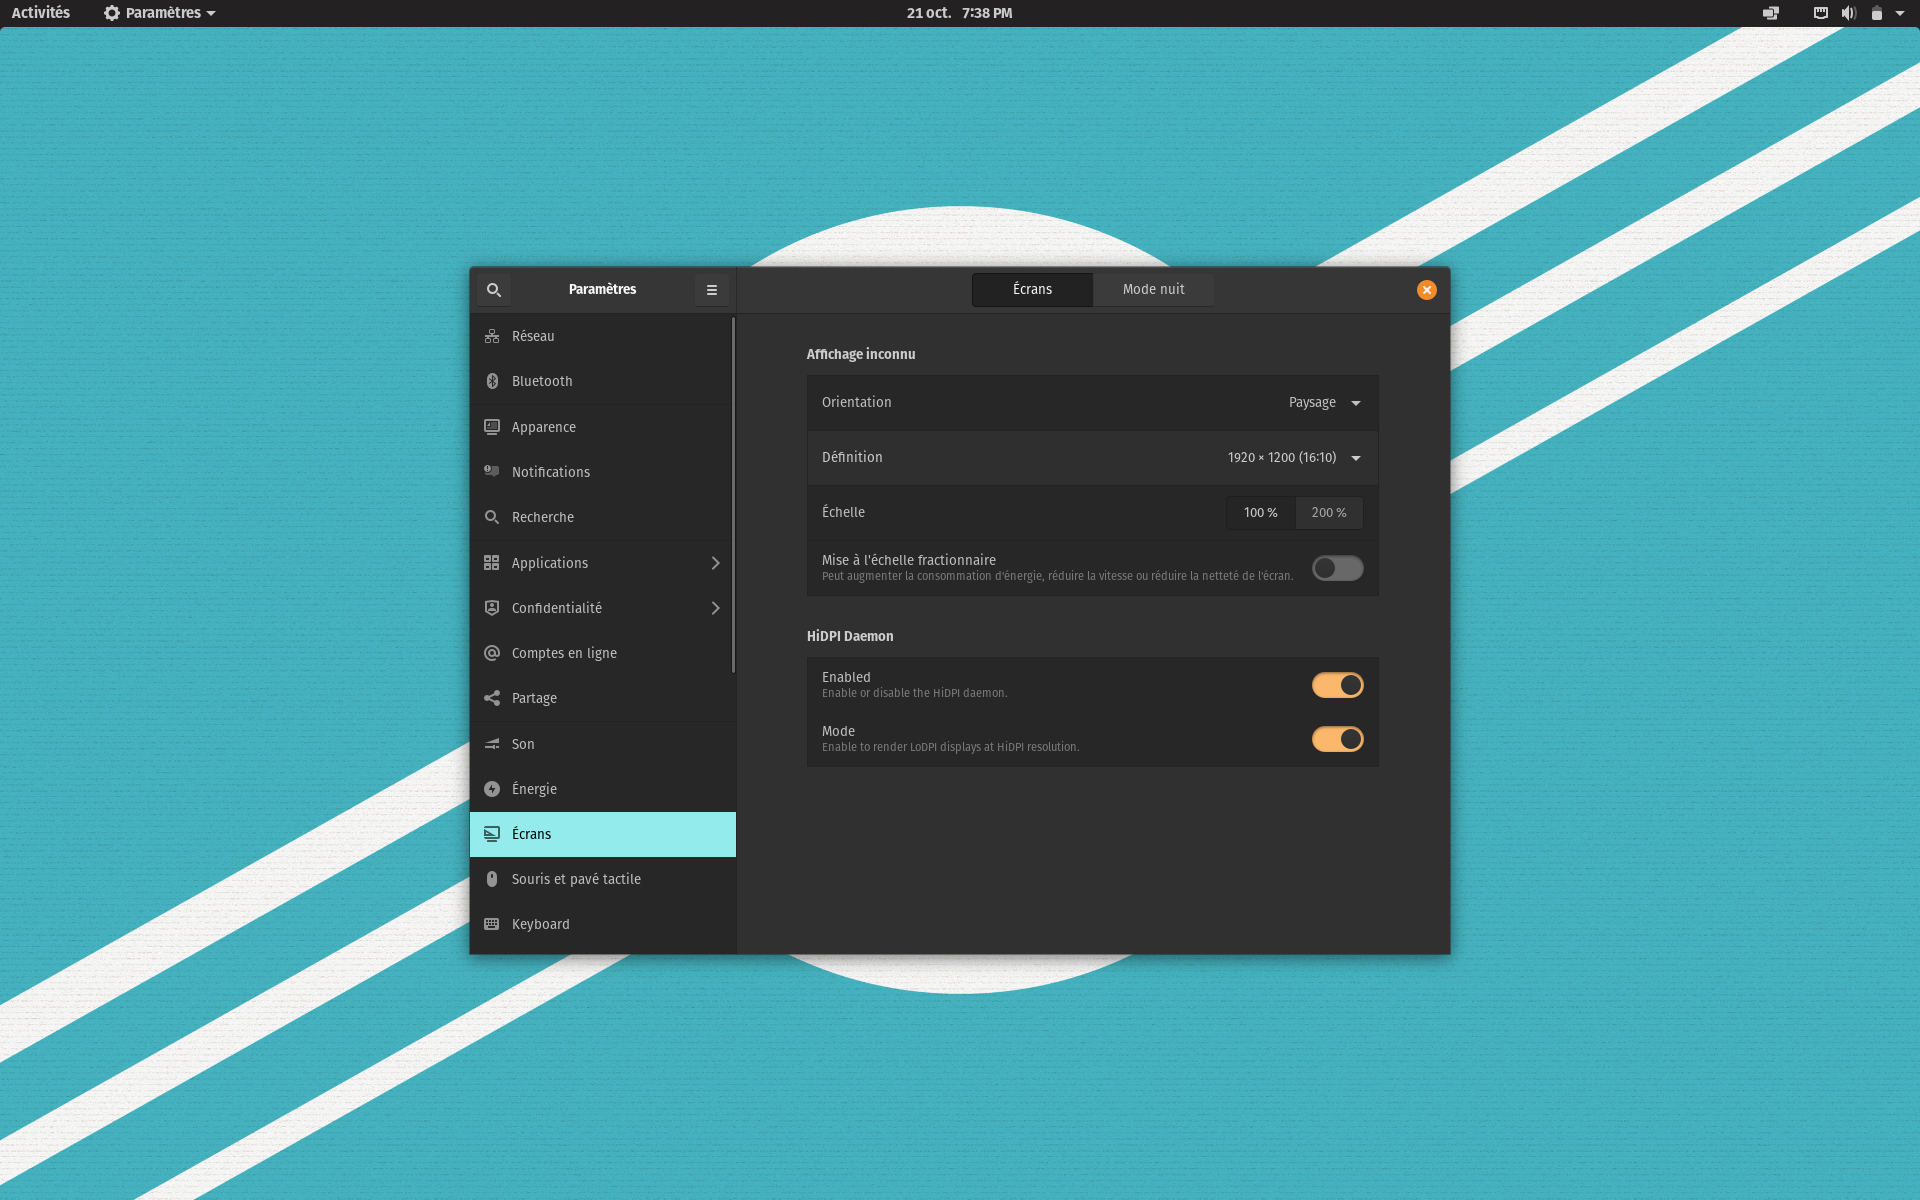 Activités
Paramètres
21 oct. 7:38 PM
Paramètres
Écrans
Mode nuit
Réseau
Bluetooth
Apparence
Notifications
Recherche
Applications
Confidentialité
Comptes en ligne
Partage
Son
Énergie
Écrans
Souris et pavé tactile
Keyboard
Affichage inconnu
Orientation
Paysage
Définition
1920 × 1200 (16:10)
Échelle
100 %
200 %
Mise à l'échelle fractionnaire
Peut augmenter la consommation d'énergie, réduire la vitesse ou réduire la netteté de l'écran.
HiDPI Daemon
Enabled
Enable or disable the HiDPI daemon.
Mode
Enable to render LoDPI displays at HiDPI resolution.